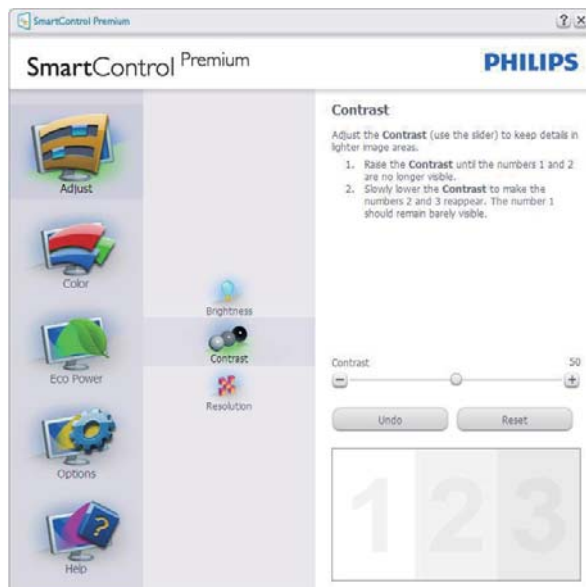 SmartControl Premium
SmartControl Premium
PHILIPS
Adjust
Color
Eco Power
Options
Help
Brightness
Contrast
Resolution
Contrast
Adjust the Contrast (use the slider) to keep details in
lighter image areas.
1. Raise the Contrast until the numbers 1 and 2
are no longer visible.
2. Slowly lower the Contrast to make the
numbers 2 and 3 reappear. The number 1
should remain barely visible.
Contrast 50
Undo Reset
1 2 3